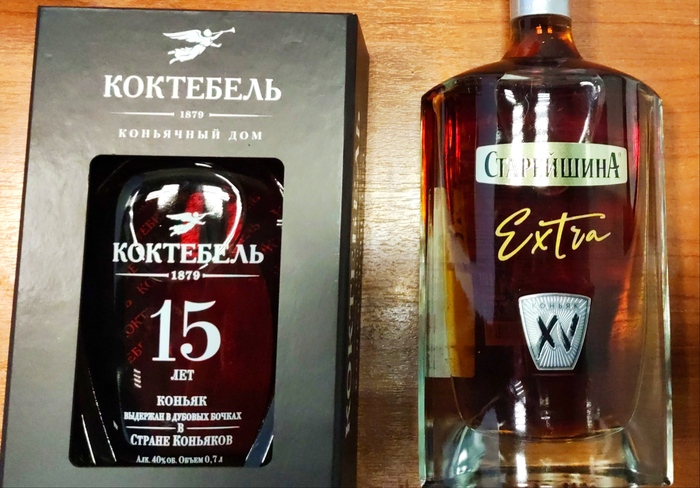 КОКТЕБЕЛЬ
1879
КОНЬЯЧНЫЙ ДОМ
КОКТЕБЕЛЬ
1879
15
ЛЕТ
КОНЬЯК
ВЫДЕРЖАН В ДУБОВЫХ БОЧКАХ
В
СТРАНЕ КОНЬЯКОВ
Алк. 40% об. Объем 0,7 л
СТАРЕЙШИНА
Extra
КОНЬЯК
XV